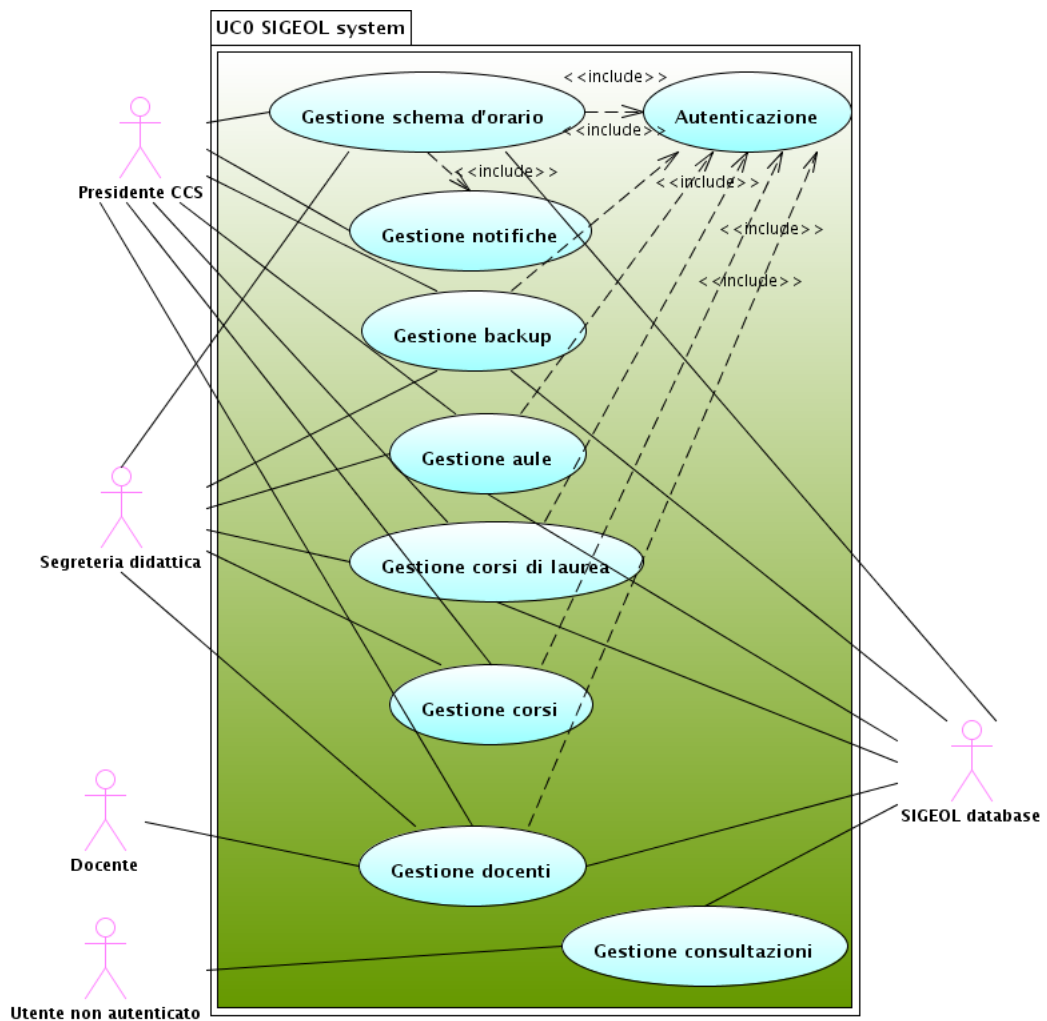 UC0 SIGEOL system
<<include>>
Gestione schema d'orario
Autenticazione
<<include>>
<<include>>
<<include>>
Presidente CCS
<<include>>
Gestione notifiche
<<include>>
Gestione backup
Gestione aule
Segreteria didattica
Gestione corsi di laurea
Gestione corsi
SIGEOL database
Docente
Gestione docenti
Gestione consultazioni
Utente non autenticato